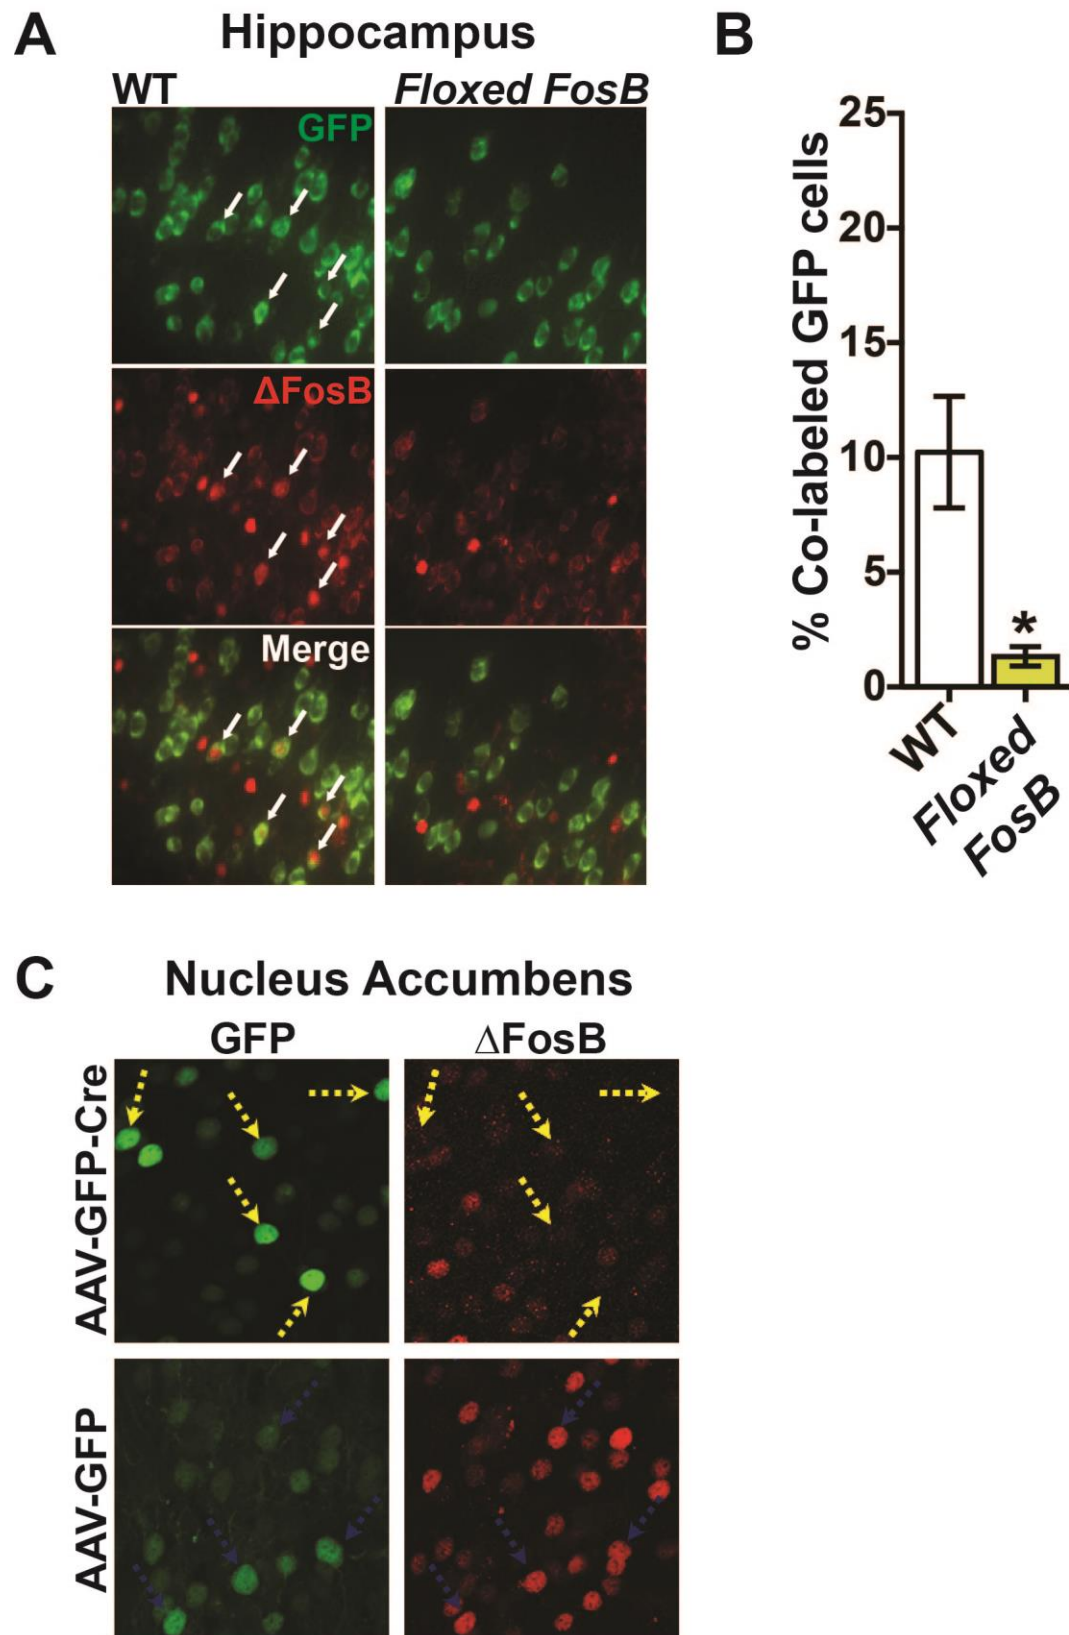 A
Hippocampus
WT
Floxed FosB
GFP
ΔFosB
Merge
B
% Co-labeled GFP cells
25
20
15
10
5
0
*
WT
Floxed
FosB
C
Nucleus Accumbens
GFP
ΔFosB
AAV-GFP-Cre
AAV-GFP